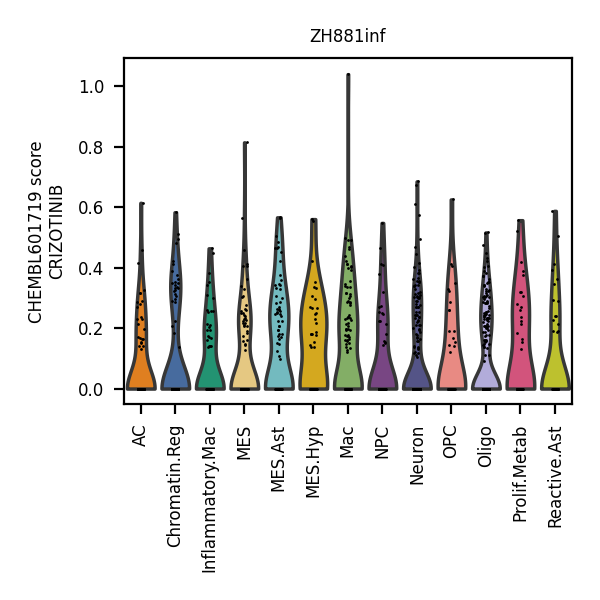 ZH881inf
CHEMBL601719 score
CRIZOTINIB
1.0
0.8
0.6
0.4
0.2
0.0
AC
Chromatin.Reg
Inflammatory.Mac
MES
MES.Ast
MES.Hyp
Mac
NPC
Neuron
OPC
Oligo
Prolif.Metab
Reactive.Ast